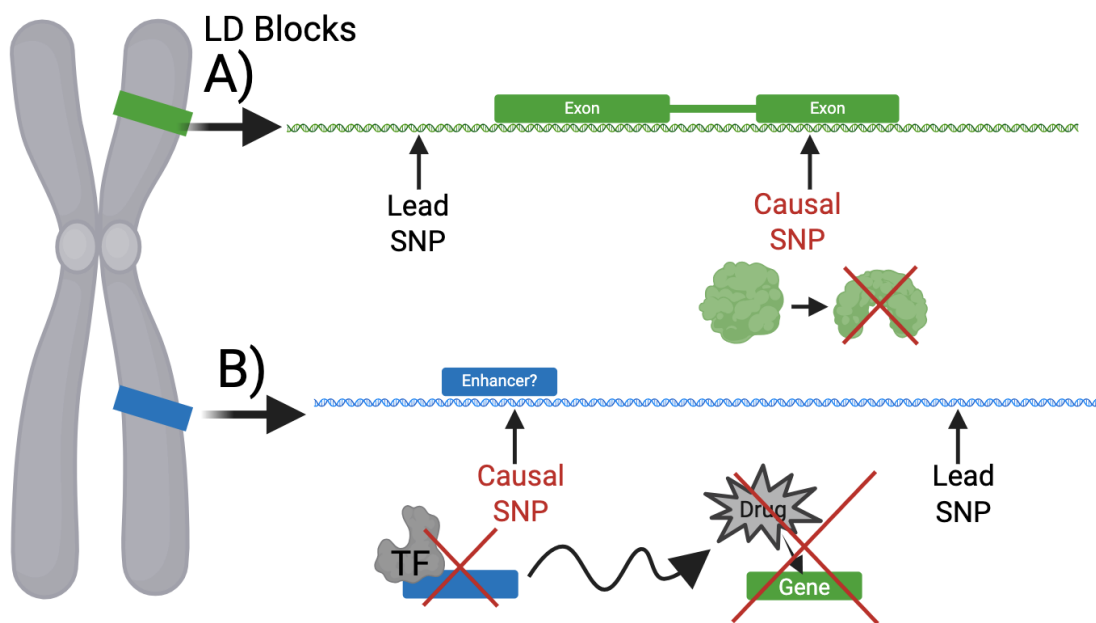 LD Blocks
A)
Exon
Exon
Lead
SNP
Causal
SNP
B)
Enhancer?
Causal
SNP
Lead
SNP
TF
Drug
Gene